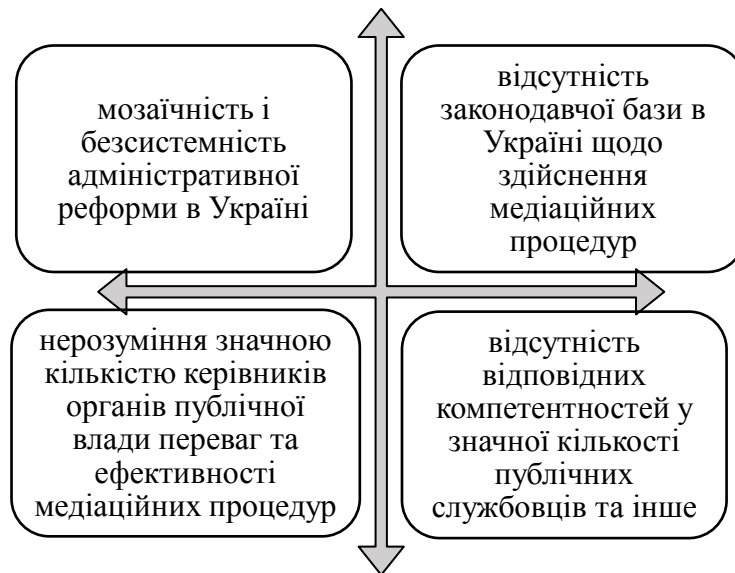 мозаїчність і
безсистемність
адміністративної
реформи в Україні
відсутність
законодавчої бази в
Україні щодо
здійснення
медіаційних
процедур
нерозуміння значною
кількістю керівників
органів публічної
влади переваг та
ефективності
медіаційних процедур
відсутність
відповідних
компетентностей у
значної кількості
публічних
службовців та інше